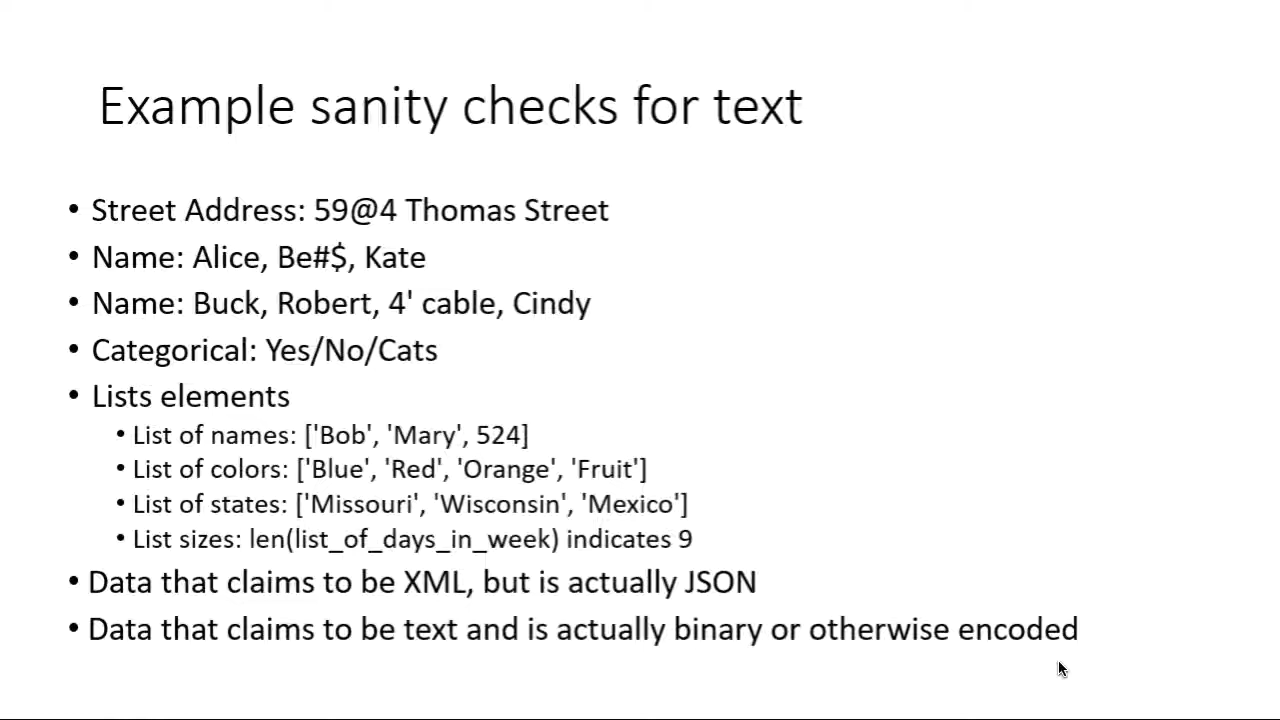 Example sanity checks for text
• Street Address: 59@4 Thomas Street
• Name: Alice, Be#$, Kate
• Name: Buck, Robert, 4' cable, Cindy
• Categorical: Yes/No/Cats
• Lists elements
• List of names: ['Bob', 'Mary', 524]
• List of colors: ['Blue', 'Red', 'Orange', 'Fruit']
• List of states: ['Missouri', 'Wisconsin', 'Mexico']
• List sizes: len(list_of_days_in_week) indicates 9
• Data that claims to be XML, but is actually JSON
• Data that claims to be text and is actually binary or otherwise encoded